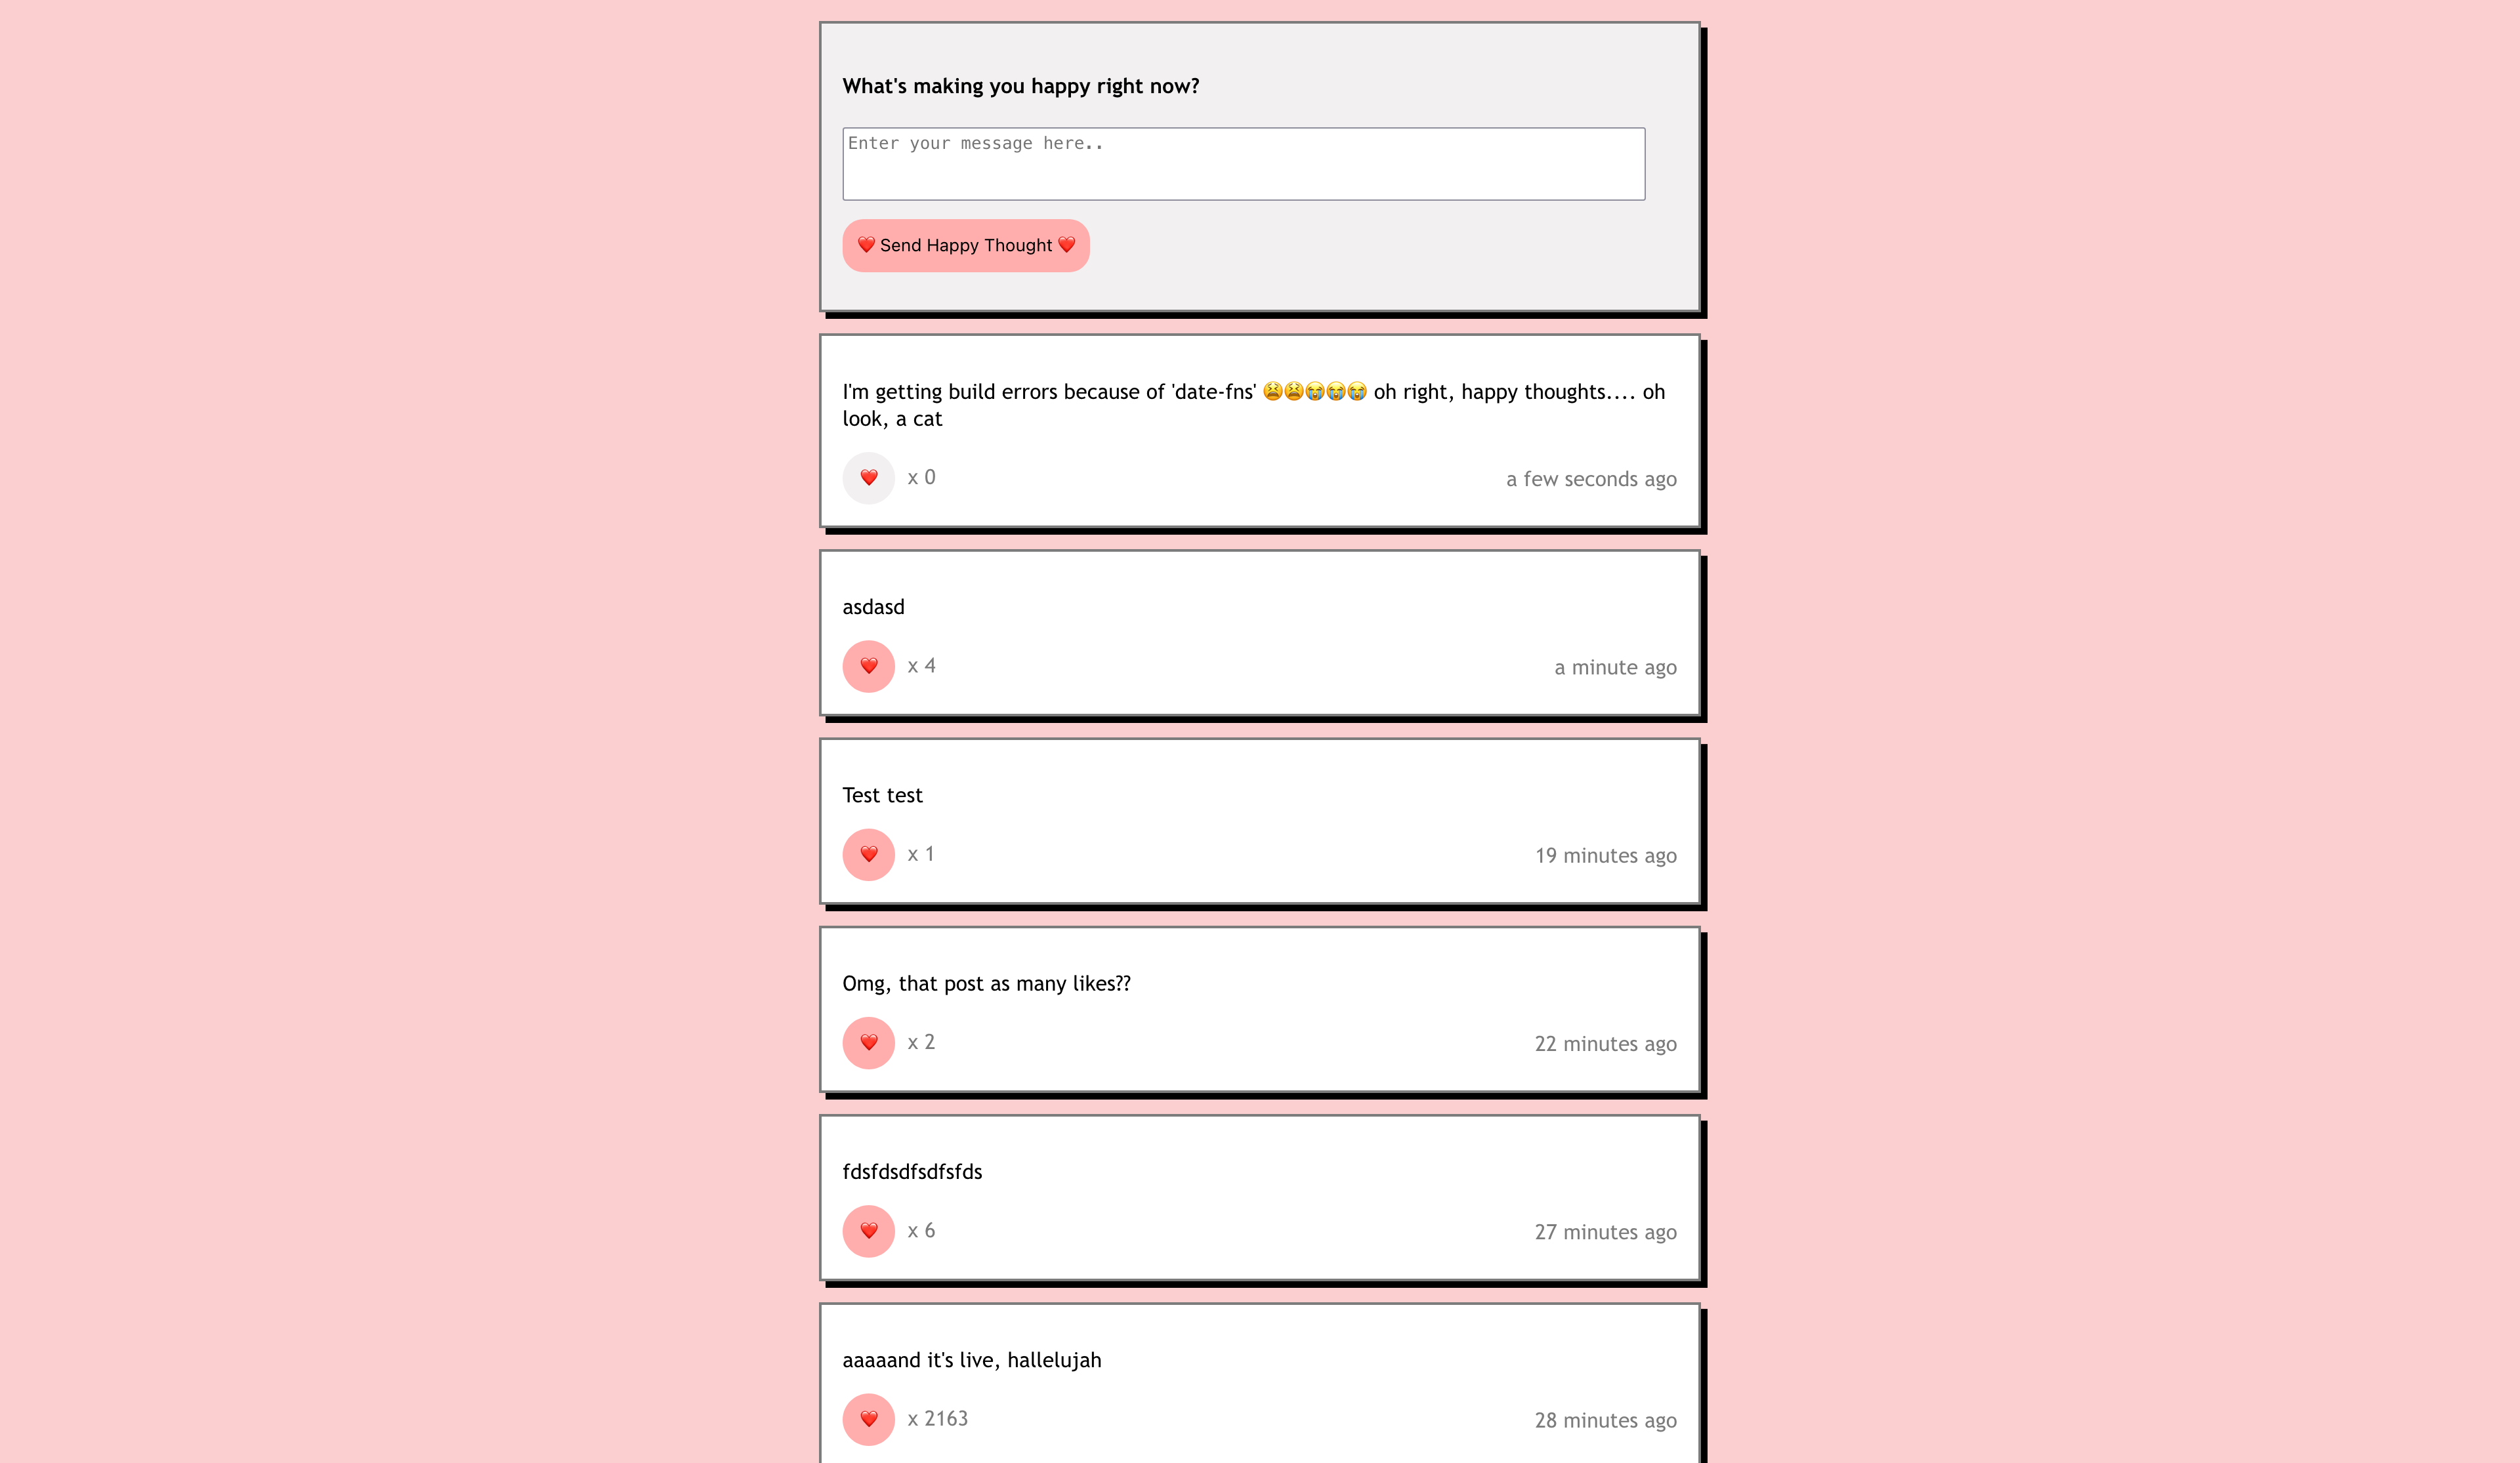 What's making you happy right now?
Enter your message here..
❤️ Send Happy Thought ❤️
I'm getting build errors because of 'date-fns' 😫😫😭😭😭 oh right, happy thoughts.... oh
look, a cat
❤️ x 0 a few seconds ago
asdasd
❤️ x 4 a minute ago
Test test
❤️ x 1 19 minutes ago
Omg, that post as many likes??
❤️ x 2 22 minutes ago
fdsfdsdfsdfsfds
❤️ x 6 27 minutes ago
aaaaand it's live, hallelujah
❤️ x 2163 28 minutes ago